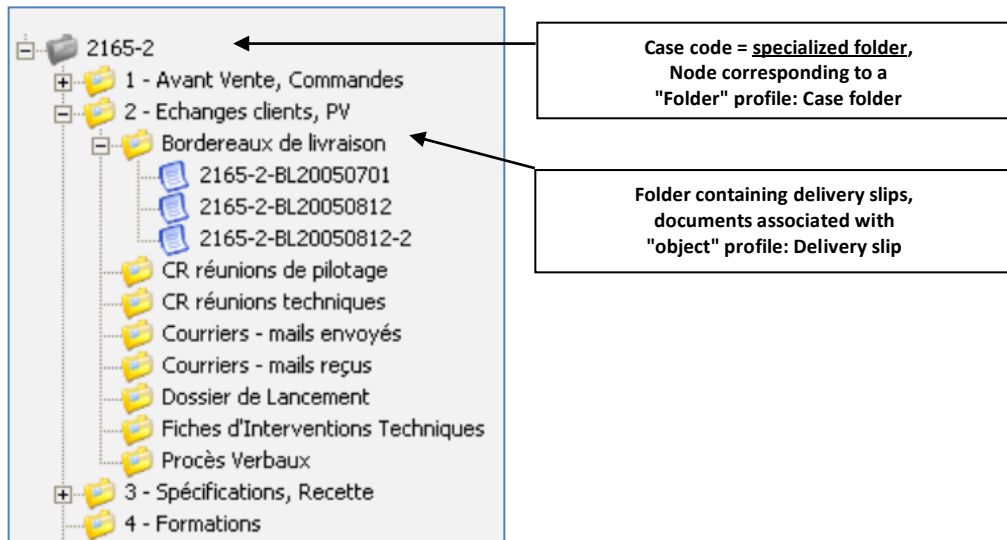 2165-2
1 - Avant Vente, Commandes
2 - Echanges clients, PV
Bordereaux de livraison
2165-2-BL20050701
2165-2-BL20050812
2165-2-BL20050812-2
CR réunions de pilotage
CR réunions techniques
Courriers - mails envoyés
Courriers - mails reçus
Dossier de Lancement
Fiches d'Interventions Techniques
Procès Verbaux
3 - Spécifications, Recette
4 - Formations
Case code = specialized folder,
Node corresponding to a
"Folder" profile: Case folder
Folder containing delivery slips,
documents associated with
"object" profile: Delivery slip